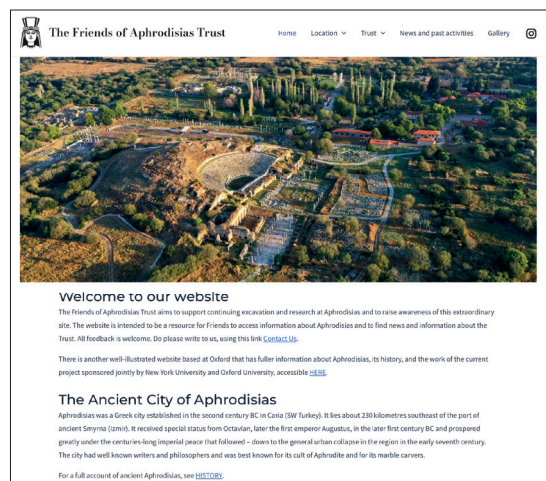 The Friends of Aphrodisias Trust
Home Location Trust News and past activities Gallery
Welcome to our website
The Friends of Aphrodisias Trust aims to support continuing excavation and research at Aphrodisias and to raise awareness of this extraordinary
site. The website is intended to be a resource for Friends to access information about Aphrodisias and to find news and information about the
Trust. All feedback is welcome. Do please write to us, using this link Contact Us.
There is another well-illustrated website based at Oxford that has fuller information about Aphrodisias, its history, and the work of the current
project sponsored jointly by New York University and Oxford University, accessible HERE.
The Ancient City of Aphrodisias
Aphrodisias was a Greek city established in the second century BC in Caria (SW Turkey). It lies about 230 kilometres southeast of the port of
ancient Smyrna (Izmir). It received special status from Octavian, later the first emperor Augustus, in the later first century BC and prospered
greatly under the centuries-long imperial peace that followed – down to the general urban collapse in the region in the early seventh century.
The city had well known writers and philosophers and was best known for its cult of Aphrodite and for its marble carvers.
For a full account of ancient Aphrodisias, see HISTORY.